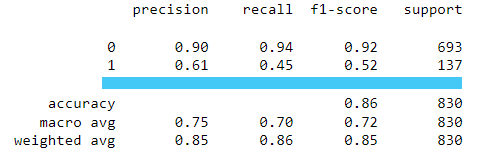 precision recall f1-score support
0 0.90 0.94 0.92 693
1 0.61 0.45 0.52 137
accuracy 0.86 830
macro avg 0.75 0.70 0.72 830
weighted avg 0.85 0.86 0.85 830